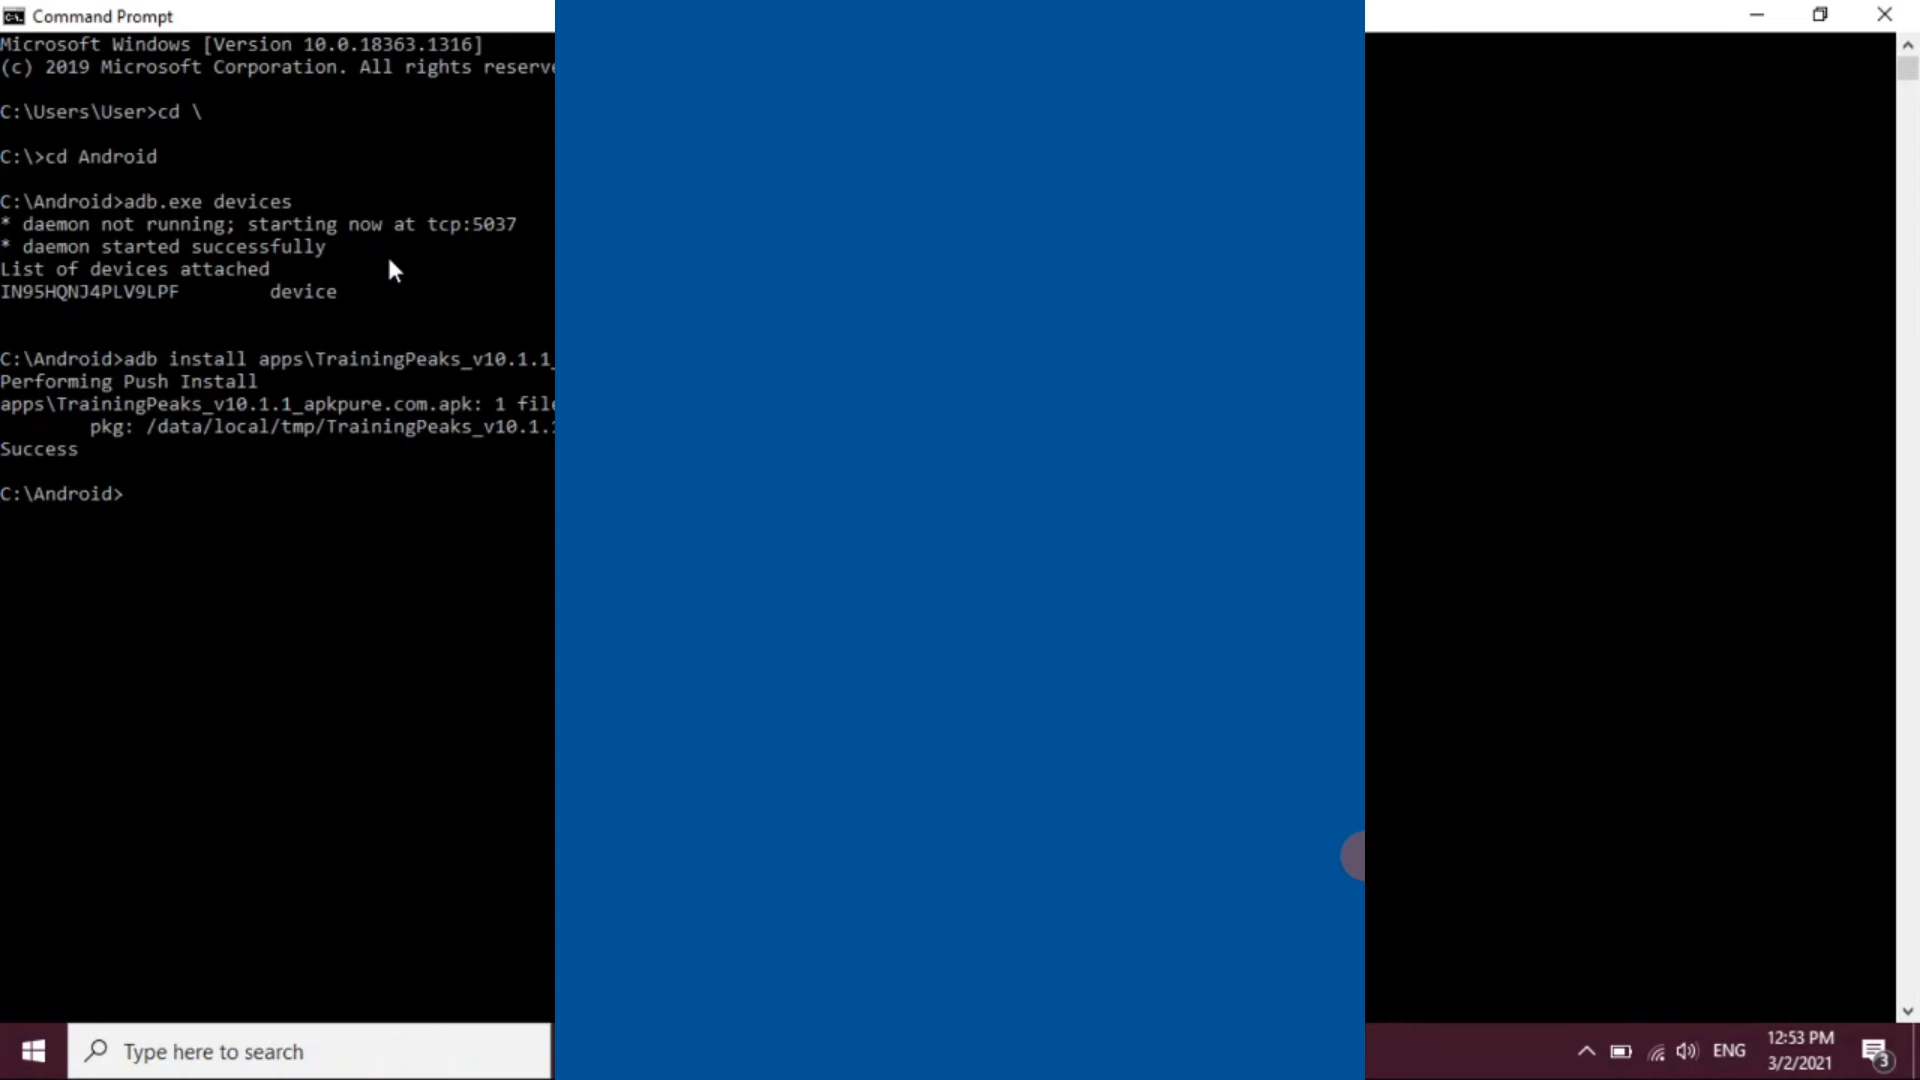 Command Prompt
Microsoft Windows [Version 10.0.18363.1316]
(c) 2019 Microsoft Corporation. All rights reserve
C:\Users\User>cd \
C:\>cd Android
C:\Android>adb.exe devices
* daemon not running; starting now at tcp:5037
* daemon started successfully
List of devices attached
IN95HQNJ4PLV9LPF        device
C:\Android>adb install apps\TrainingPeaks_v10.1.1_
Performing Push Install
apps\TrainingPeaks_v10.1.1_apkpure.com.apk: 1 file
        pkg: /data/local/tmp/TrainingPeaks_v10.1.1
Success
C:\Android>
Type here to search
ENG
12:53 PM
3/2/2021
3